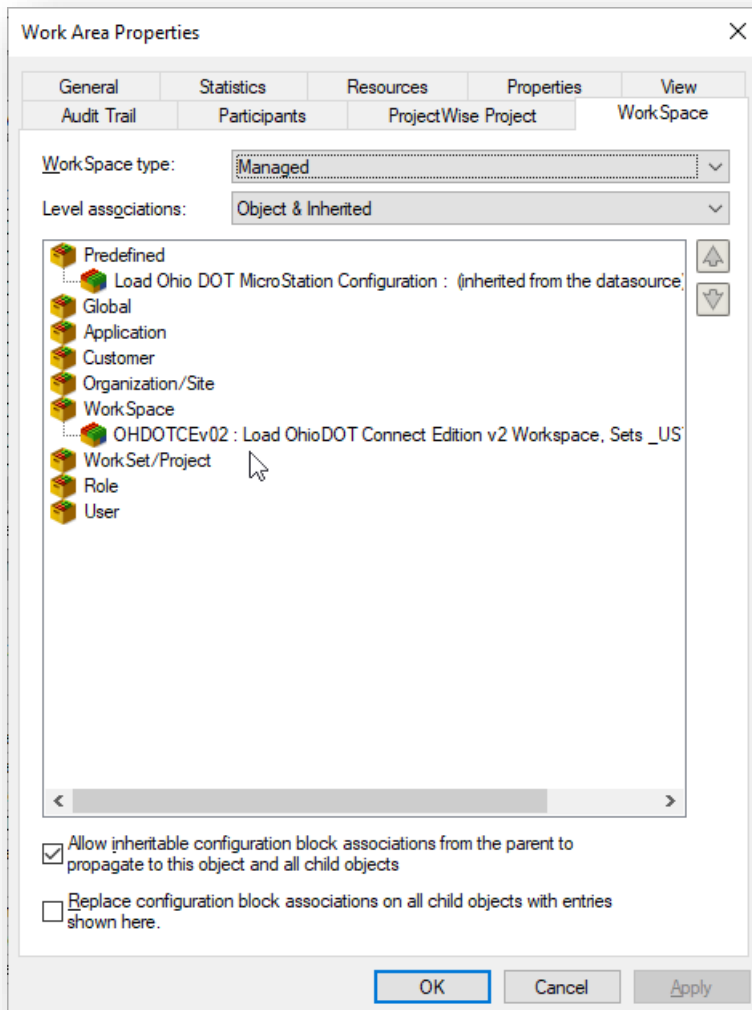 Work Area Properties
General Statistics Resources Properties View
Audit Trail Participants ProjectWise Project WorkSpace
WorkSpace type: Managed
Level associations: Object & Inherited
Predefined
Load Ohio DOT MicroStation Configuration : (inherited from the datasource)
Global
Application
Customer
Organization/Site
WorkSpace
OHDOTCEv02 : Load OhioDOT Connect Edition v2 Workspace, Sets _US
WorkSet/Project
Role
User
Allow inheritable configuration block associations from the parent to
propagate to this object and all child objects
Replace configuration block associations on all child objects with entries
shown here.
OK Cancel Apply